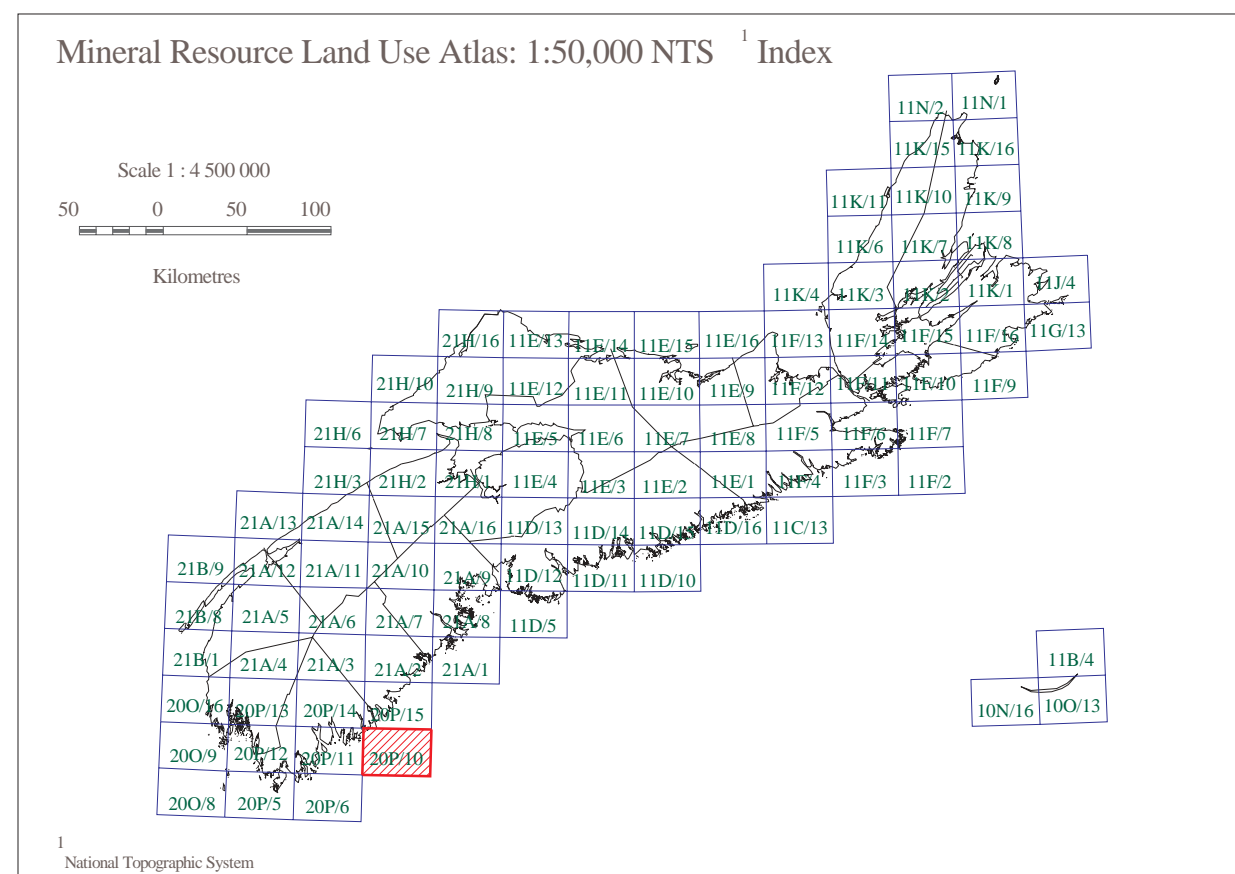 Mineral Resource Land Use Atlas: 1:50,000 NTS 1 Index
Scale 1 : 4 500 000
50 0 50 100
Kilometres
11N/2 11N/1
11K/15 11K/16
11K/11 11K/10 11K/9
11K/6 11K/7 11K/8
11K/4 11K/3 11K/2 11K/1 11J/4
21H/16 11E/13 11E/14 11E/15 11E/16 11F/13 11F/14 11F/15 11F/16 11G/13
21H/10 21H/9 11E/12 11E/11 11E/10 11E/9 11F/12 11F/11 11F/10 11F/9
21H/6 21H/7 21H/8 11E/5 11E/6 11E/7 11E/8 11F/5 11F/6 11F/7
21H/3 21H/2 21H/1 11E/4 11E/3 11E/2 11E/1 11F/4 11F/3 11F/2
21A/13 21A/14 21A/15 21A/16 11D/13 11D/14 11D/15 11D/16 11C/13
21B/9 21A/12 21A/11 21A/10 21A/9 11D/12 11D/11 11D/10
21B/8 21A/5 21A/6 21A/7 21A/8 11D/5
21B/1 21A/4 21A/3 21A/2 21A/1 11B/4
20O/16 20P/13 20P/14 20P/15 10N/16 10O/13
20O/9 20P/12 20P/11 20P/10
20O/8 20P/5 20P/6
1
National Topographic System